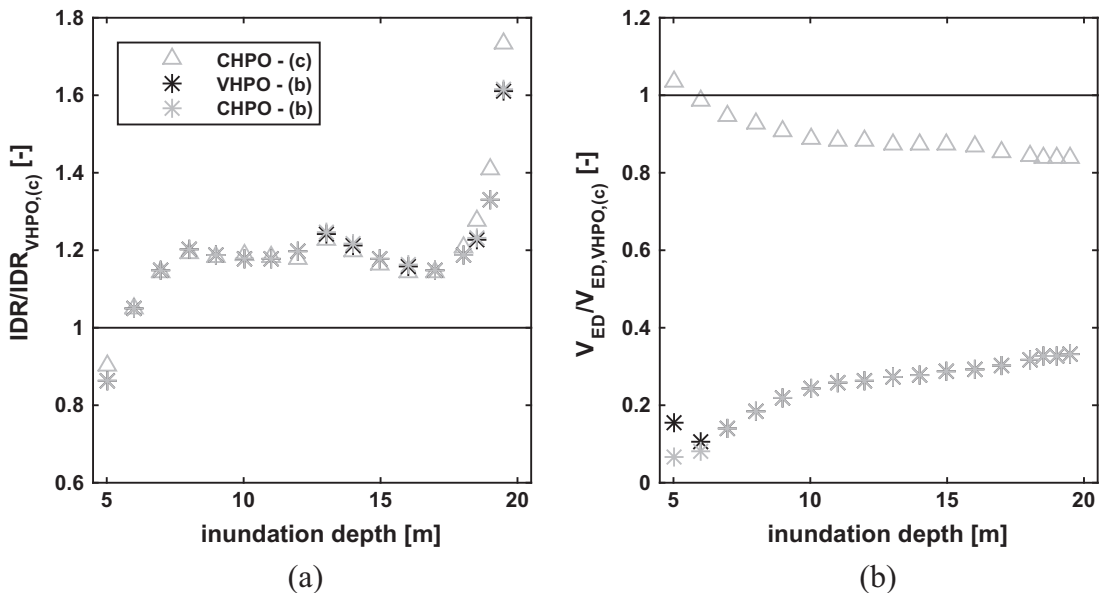 1.8
1.6
1.4
1.2
1
0.8
0.6
IDR/IDR_VHPO,(c) [-]
CHPO - (c)
VHPO - (b)
CHPO - (b)
5 10 15 20
inundation depth [m]
(a)
1.2
1
0.8
0.6
0.4
0.2
0
V_ED/V_ED,VHPO,(c) [-]
5 10 15 20
inundation depth [m]
(b)